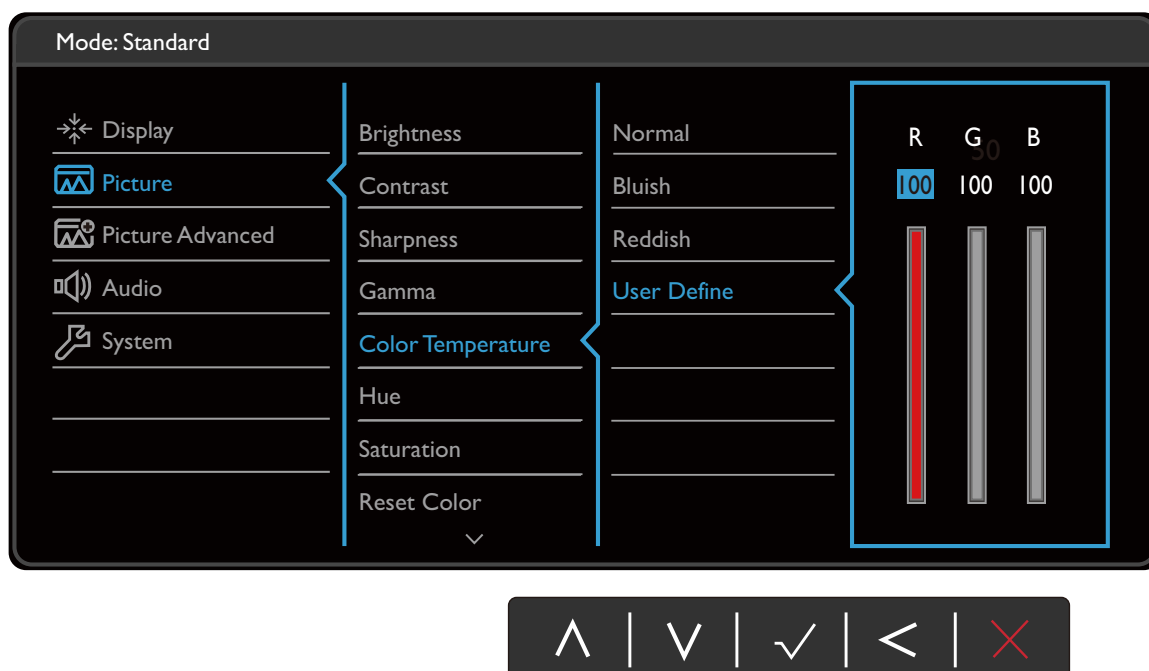 Mode: Standard
Display
Picture
Picture Advanced
Audio
System
Brightness
Contrast
Sharpness
Gamma
Color Temperature
Hue
Saturation
Reset Color
Normal
Bluish
Reddish
User Define
R G B
50
100 100 100